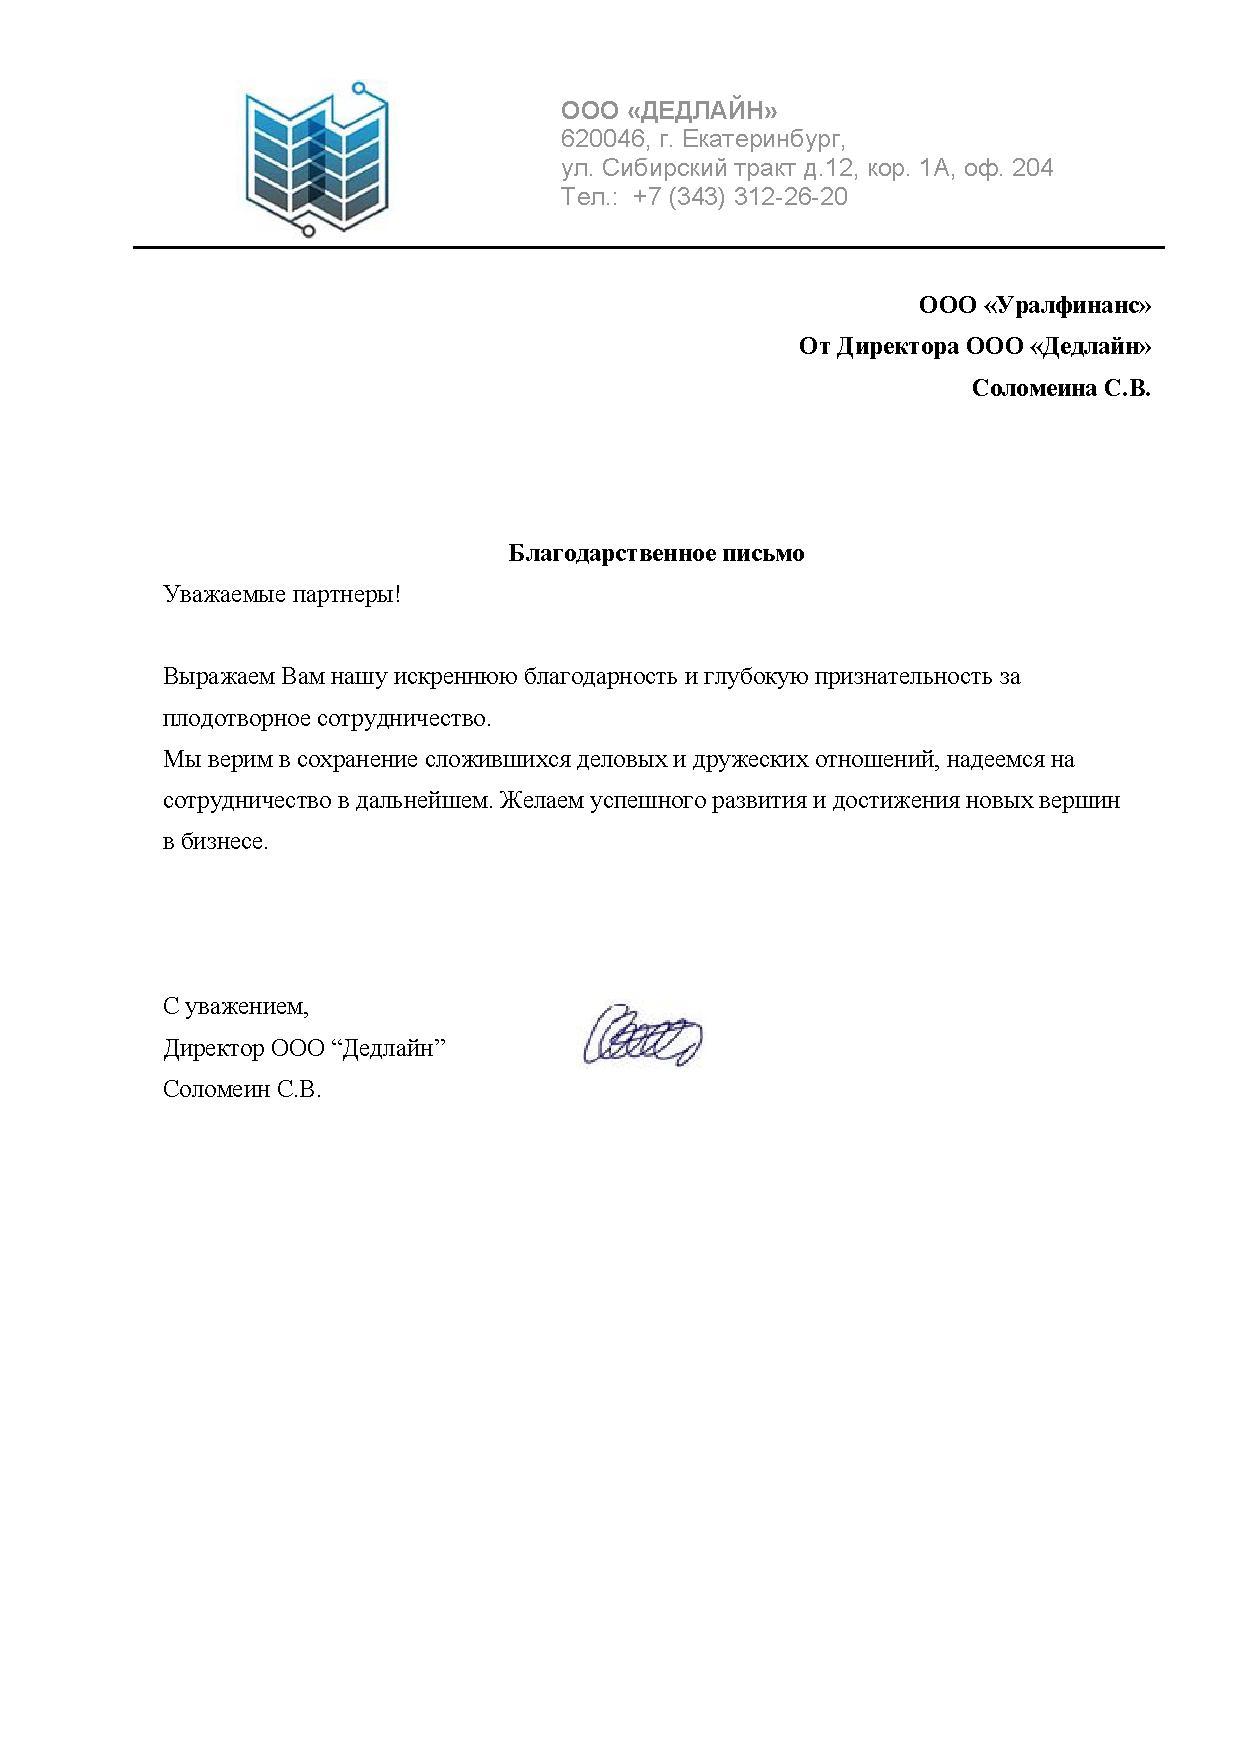 ООО «ДЕДЛАЙН»
620046, г. Екатеринбург,
ул. Сибирский тракт д.12, кор. 1А, оф. 204
Тел.: +7 (343) 312-26-20
ООО «Уралфинанс»
От Директора ООО «Дедлайн»
Соломеина С.В.
Благодарственное письмо
Уважаемые партнеры!
Выражаем Вам нашу искреннюю благодарность и глубокую признательность за
плодотворное сотрудничество.
Мы верим в сохранение сложившихся деловых и дружеских отношений, надеемся на
сотрудничество в дальнейшем. Желаем успешного развития и достижения новых вершин
в бизнесе.
С уважением,
Директор ООО “Дедлайн”
Соломеин С.В.